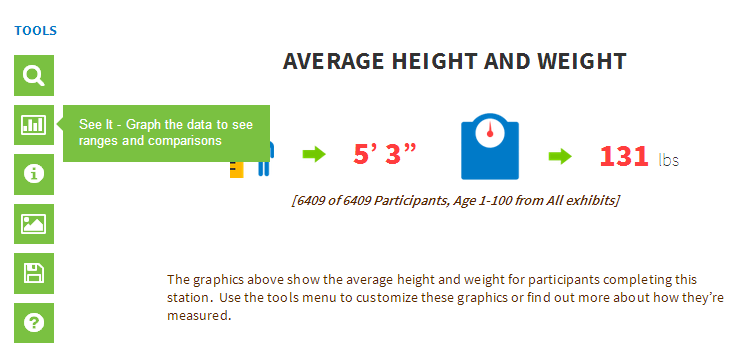 TOOLS
AVERAGE HEIGHT AND WEIGHT
See It - Graph the data to see
ranges and comparisons
5’ 3”
131 lbs
[6409 of 6409 Participants, Age 1-100 from All exhibits]
The graphics above show the average height and weight for participants completing this
station. Use the tools menu to customize these graphics or find out more about how they’re
measured.